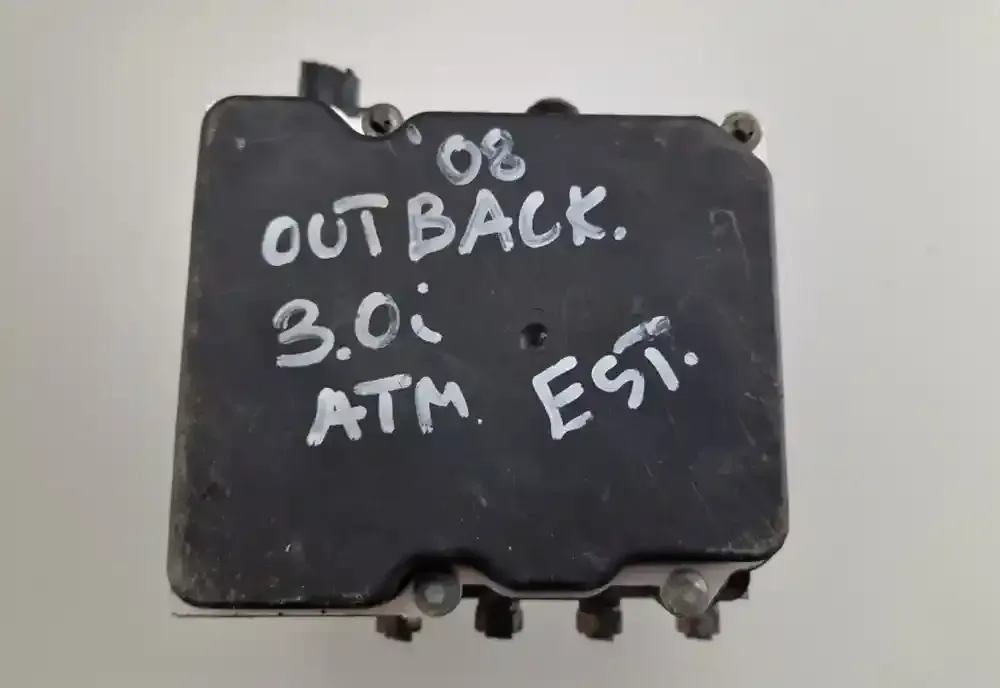 '08
OUTBACK.
3.0i
ATM. EST.